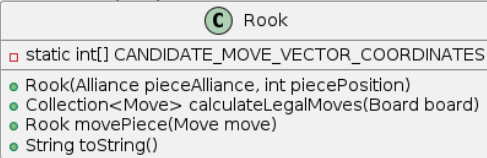 C Rook
static int[] CANDIDATE_MOVE_VECTOR_COORDINATES
Rook(Alliance pieceAlliance, int piecePosition)
Collection<Move> calculateLegalMoves(Board board)
Rook movePiece(Move move)
String toString()